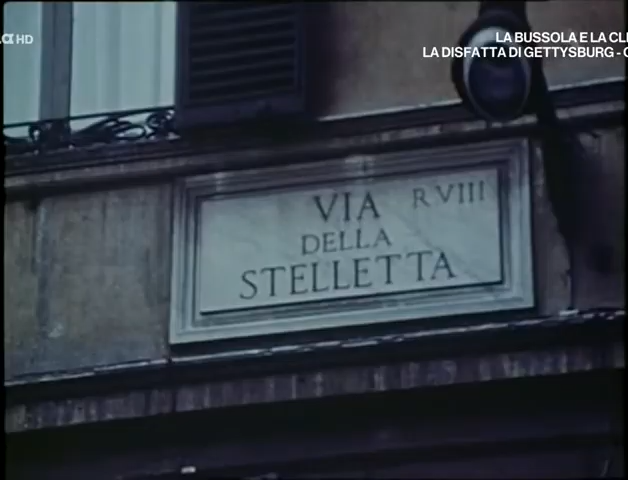 LA BUSSOLA E LA CL
LA DISFATTA DI GETTYSBURG -
HD
VIA R VIII
DELLA
STELLETTA